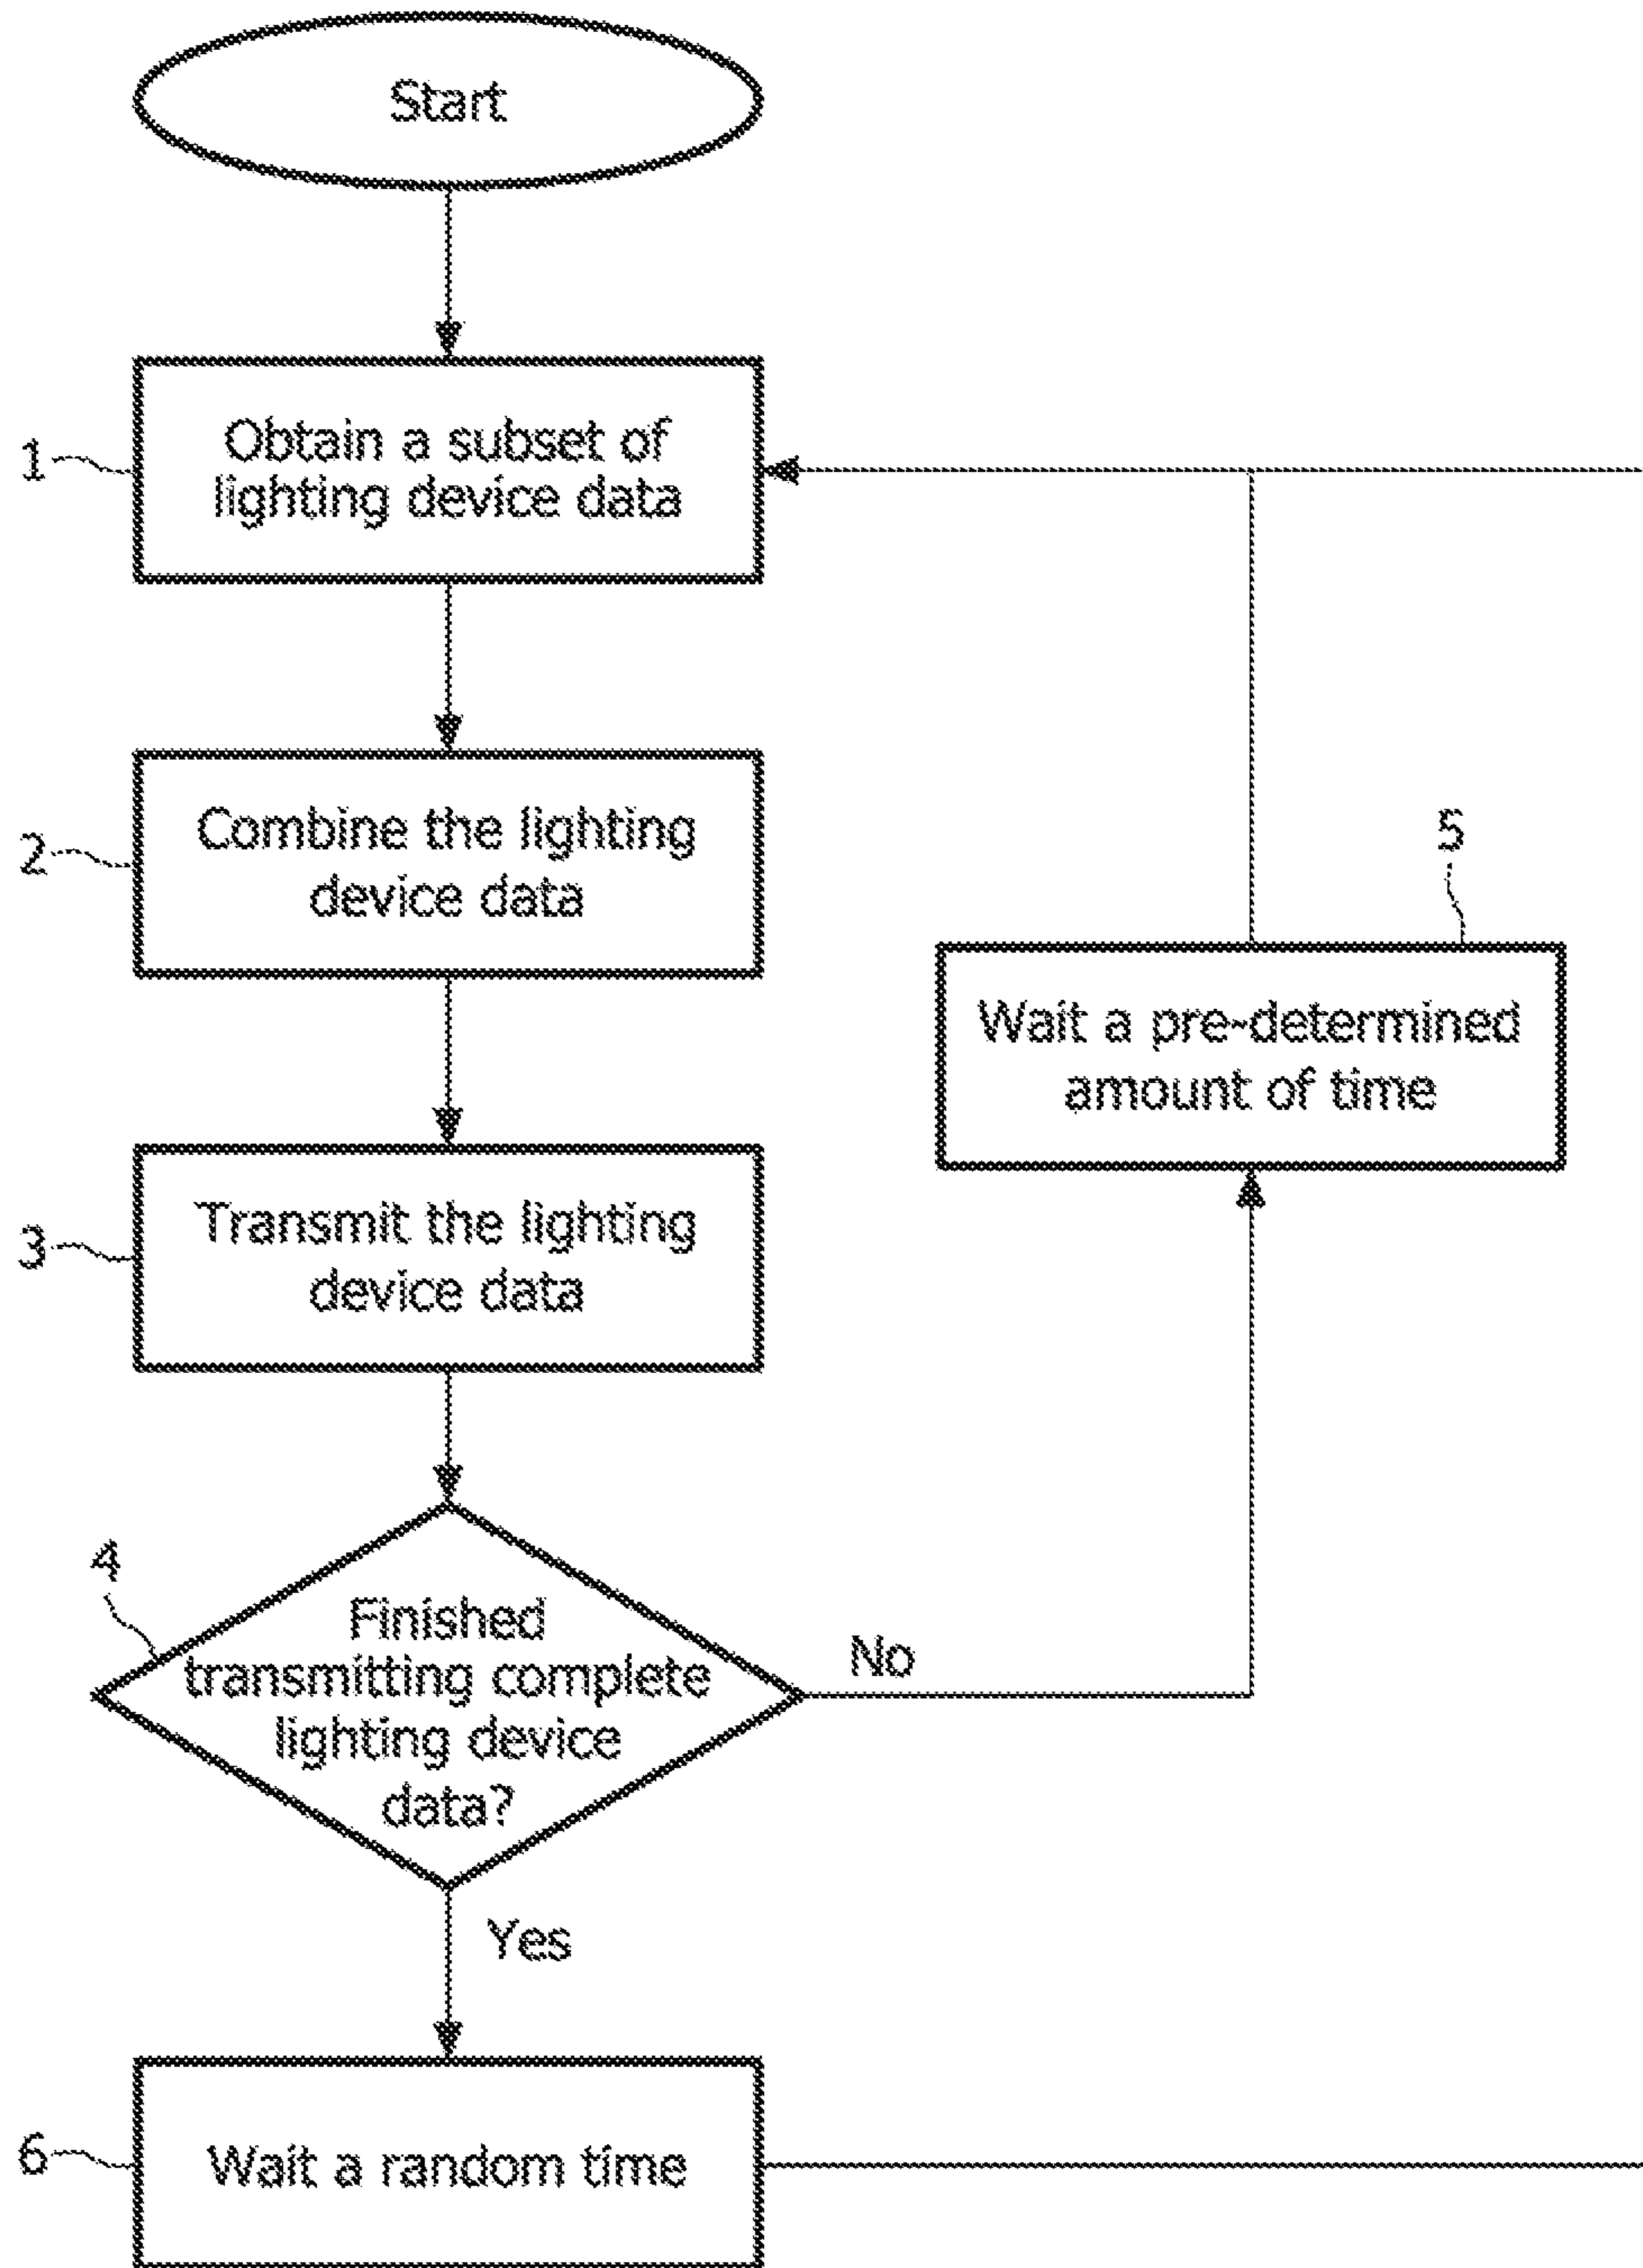 Start
1
Obtain a subset of
lighting device data
2
Combine the lighting
device data
5
Wait a pre-determined
amount of time
3
Transmit the lighting
device data
4
Finished
transmitting complete
lighting device
data?
No
Yes
6
Wait a random time